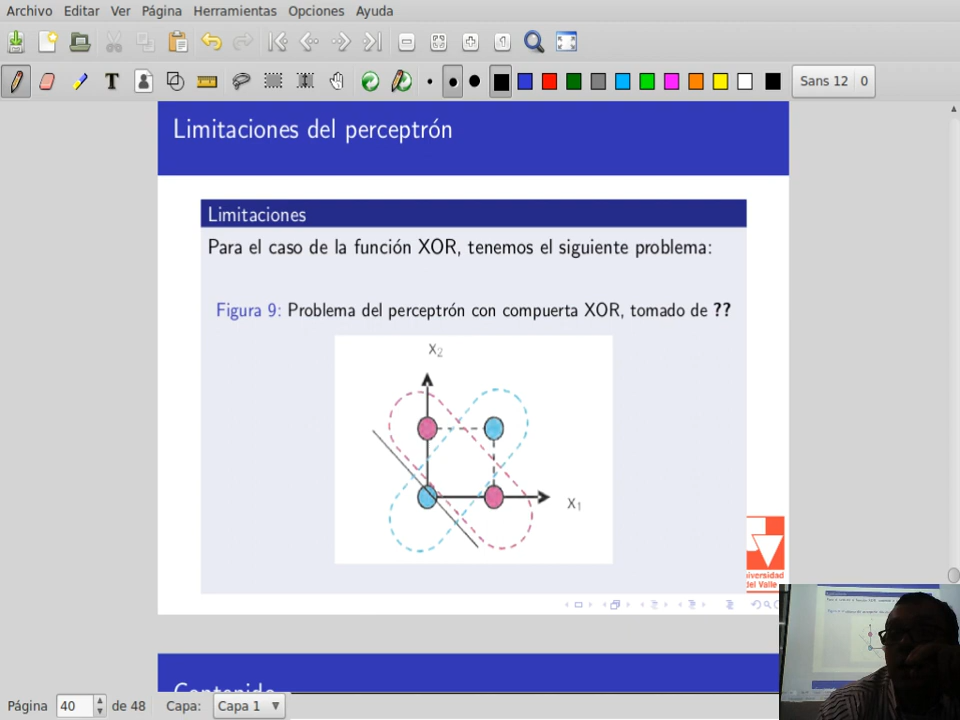 Archivo Editar Ver Página Herramientas Opciones Ayuda
T
Sans 12 0
Limitaciones del perceptrón
Limitaciones
Para el caso de la función XOR, tenemos el siguiente problema:
Figura 9: Problema del perceptrón con compuerta XOR, tomado de ??
X2
X1
niversidad
del Valle
Contenido
Página 40 de 48 Capa: Capa 1